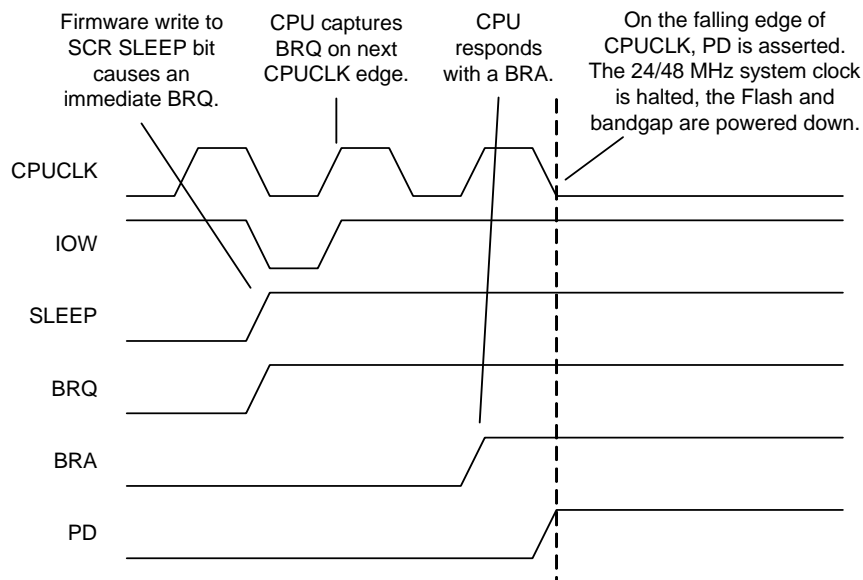 Firmware write to
SCR SLEEP bit
causes an
immediate BRQ.
CPU captures
BRQ on next
CPUCLK edge.
CPU
responds
with a BRA.
On the falling edge of
CPUCLK, PD is asserted.
The 24/48 MHz system clock
is halted, the Flash and
bandgap are powered down.
CPUCLK
IOW
SLEEP
BRQ
BRA
PD